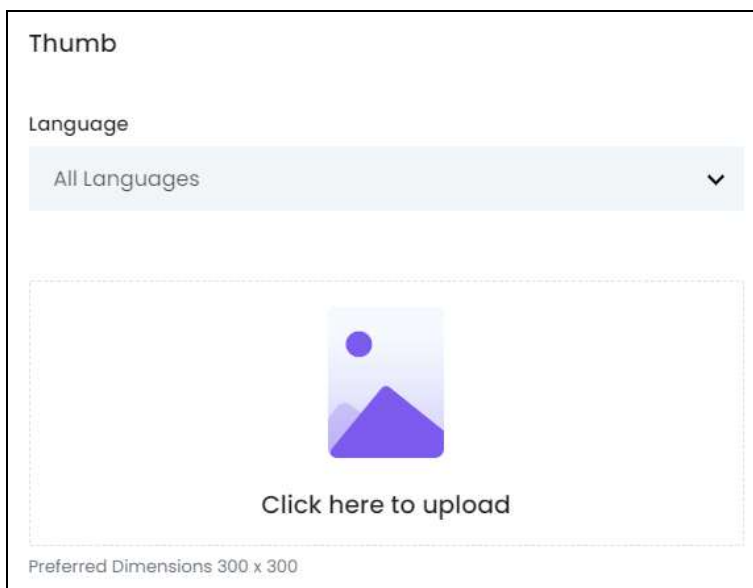 Thumb
Language
All Languages
Click here to upload
Preferred Dimensions 300 x 300